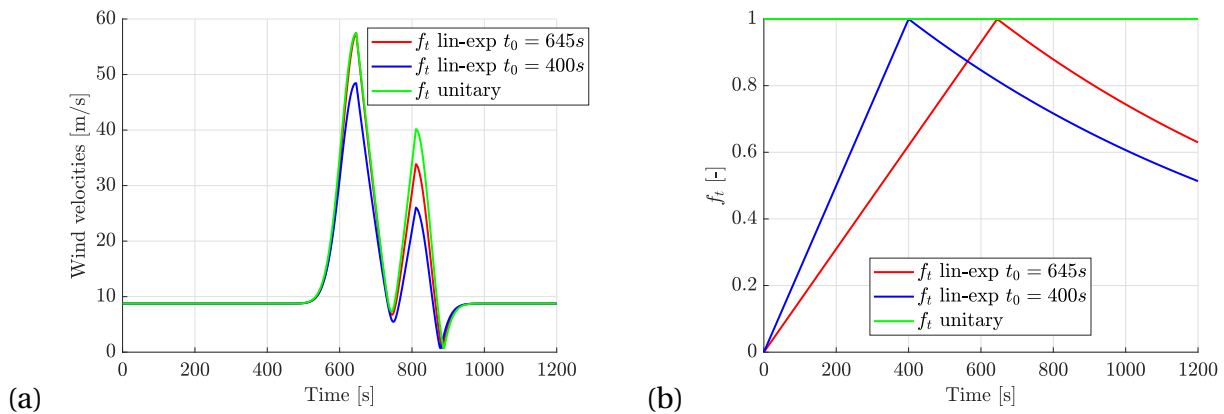 60
50
40
30
20
10
0
Wind velocities [m/s]
f_t lin-exp t_0 = 645s
f_t lin-exp t_0 = 400s
f_t unitary
0 200 400 600 800 1000 1200
Time [s]
(a)
1
0.8
0.6
0.4
0.2
0
f_t [-]
f_t lin-exp t_0 = 645s
f_t lin-exp t_0 = 400s
f_t unitary
0 200 400 600 800 1000 1200
Time [s]
(b)